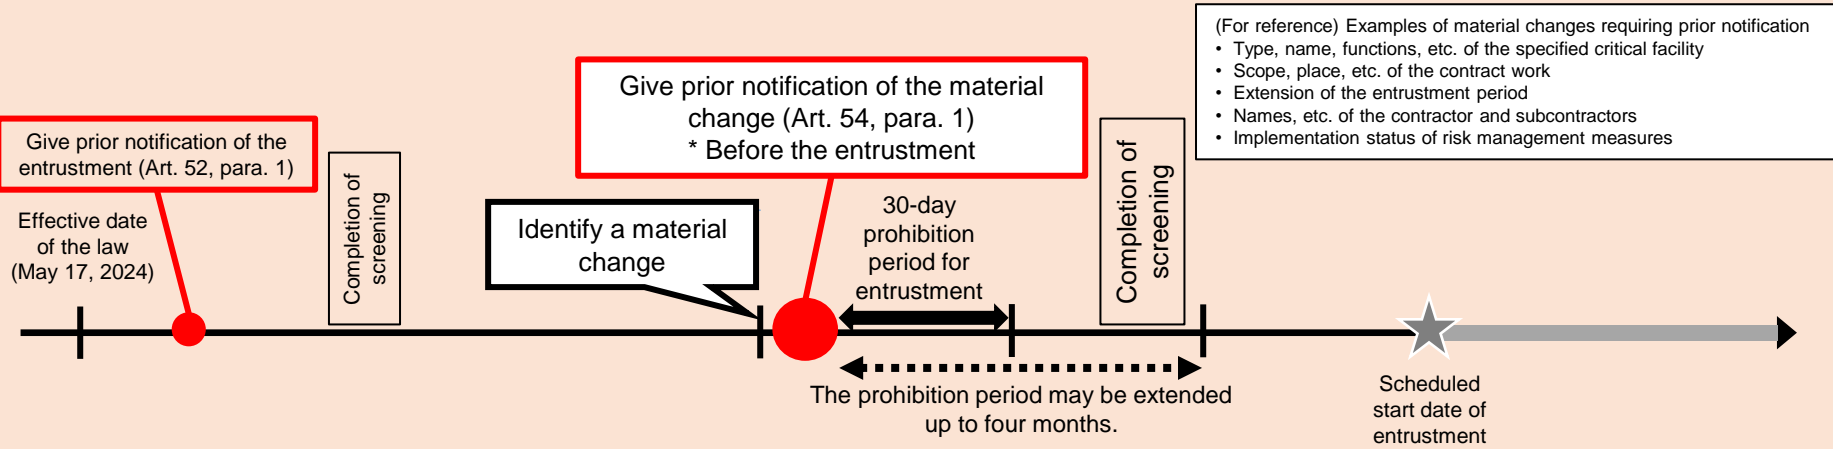 Give prior notification of the
entrustment (Art. 52, para. 1)
Effective date
of the law
(May 17, 2024)
Completion of
screening
Identify a material
change
Give prior notification of the material
change (Art. 54, para. 1)
* Before the entrustment
30-day
prohibition
period for
entrustment
The prohibition period may be extended
up to four months.
Completion of
screening
(For reference) Examples of material changes requiring prior notification
• Type, name, functions, etc. of the specified critical facility
• Scope, place, etc. of the contract work
• Extension of the entrustment period
• Names, etc. of the contractor and subcontractors
• Implementation status of risk management measures
Scheduled
start date of
entrustment